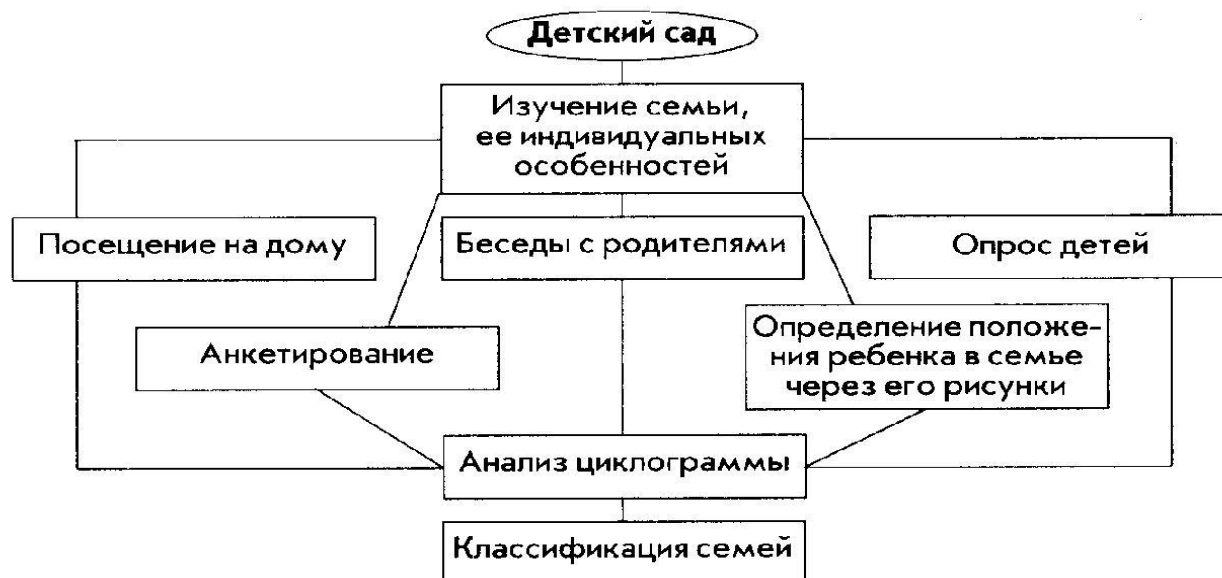 Детский сад
Изучение семьи,
ее индивидуальных
особенностей
Посещение на дому
Беседы с родителями
Опрос детей
Анкетирование
Определение положе-
ния ребенка в семье
через его рисунки
Анализ циклограммы
Классификация семей